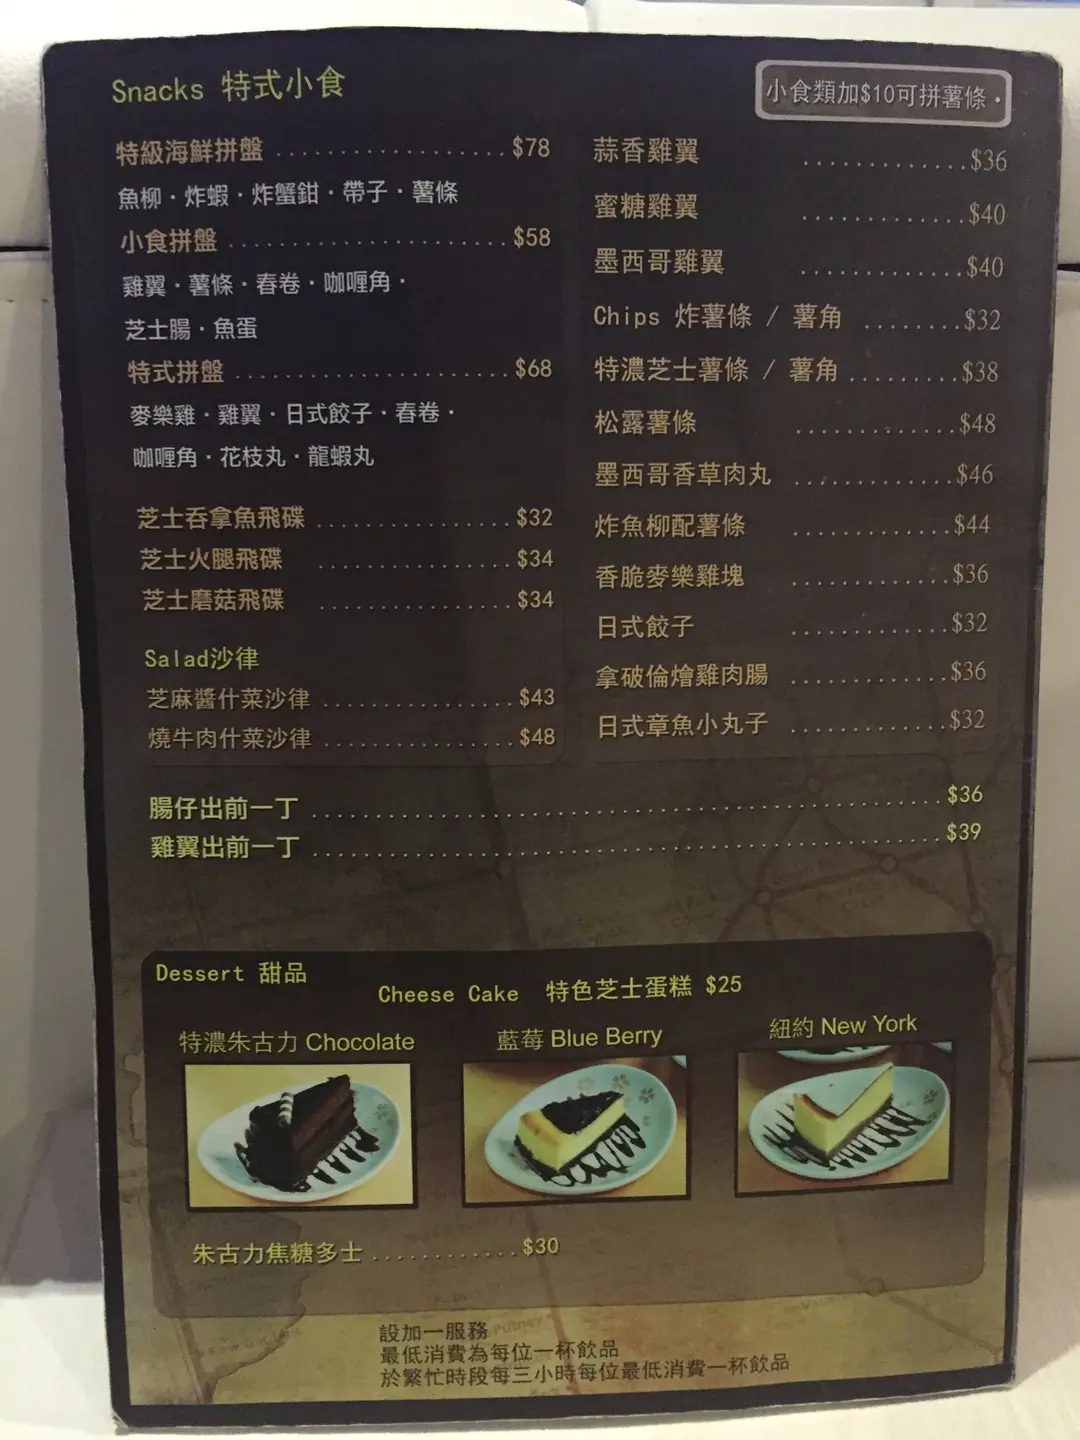 Snacks 特式小食
小食類加$10可拼薯條·
特級海鮮拼盤 ................... $78
魚柳·炸蝦·炸蟹鉗·帶子·薯條
小食拼盤 ....................... $58
雞翼·薯條·春卷·咖喱角·
芝士腸·魚蛋
特式拼盤 ....................... $68
麥樂雞·雞翼·日式餃子·春卷·
咖喱角·花枝丸·龍蝦丸
芝士吞拿魚飛碟 ................ $32
芝士火腿飛碟 ................ $34
芝士磨菇飛碟 ................ $34
Salad沙律
芝麻醬什菜沙律 ................ $43
燒牛肉什菜沙律 ................ $48
蒜香雞翼 ............. $36
蜜糖雞翼 ............. $40
墨西哥雞翼 ............. $40
Chips 炸薯條 / 薯角 ........ $32
特濃芝士薯條 / 薯角 ......... $38
松露薯條 ............. $48
墨西哥香草肉丸 ............. $46
炸魚柳配薯條 ............. $44
香脆麥樂雞塊 ............. $36
日式餃子 ............. $32
拿破倫燴雞肉腸 ............. $36
日式章魚小丸子 ............. $32
腸仔出前一丁 .................................................... $36
雞翼出前一丁 .................................................... $39
Dessert 甜品
Cheese Cake 特色芝士蛋糕 $25
特濃朱古力 Chocolate
藍莓 Blue Berry
紐約 New York
朱古力焦糖多士 ............ $30
設加一服務
最低消費為每位一杯飲品
於繁忙時段每三小時每位最低消費一杯飲品